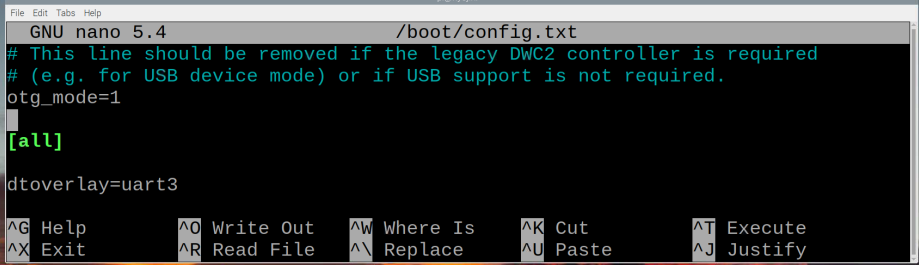 File Edit Tabs Help
GNU nano 5.4 /boot/config.txt
# This line should be removed if the legacy DWC2 controller is required
# (e.g. for USB device mode) or if USB support is not required.
otg_mode=1
[all]
dtoverlay=uart3
^G Help ^O Write Out ^W Where Is ^K Cut ^T Execute
^X Exit ^R Read File ^\ Replace ^U Paste ^J Justify